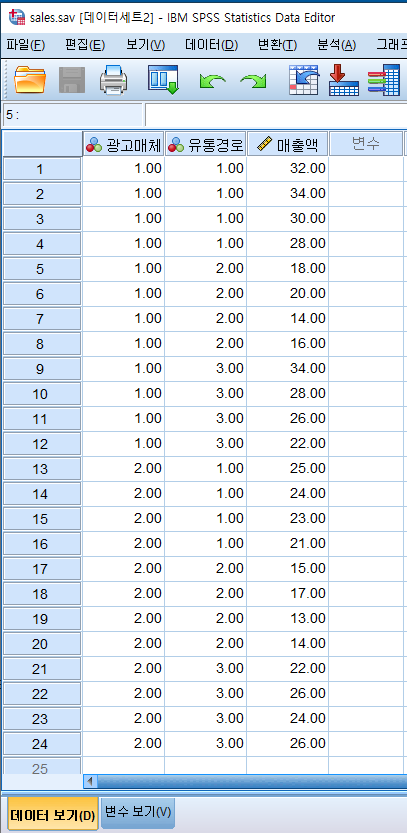 sales.sav [데이터세트2] - IBM SPSS Statistics Data Editor
파일(F) 편집(E) 보기(V) 데이터(D) 변환(T) 분석(A) 그래프
5 :
광고매체 유통경로 매출액 변수
1 1.00 1.00 32.00
2 1.00 1.00 34.00
3 1.00 1.00 30.00
4 1.00 1.00 28.00
5 1.00 2.00 18.00
6 1.00 2.00 20.00
7 1.00 2.00 14.00
8 1.00 2.00 16.00
9 1.00 3.00 34.00
10 1.00 3.00 28.00
11 1.00 3.00 26.00
12 1.00 3.00 22.00
13 2.00 1.00 25.00
14 2.00 1.00 24.00
15 2.00 1.00 23.00
16 2.00 1.00 21.00
17 2.00 2.00 15.00
18 2.00 2.00 17.00
19 2.00 2.00 13.00
20 2.00 2.00 14.00
21 2.00 3.00 22.00
22 2.00 3.00 26.00
23 2.00 3.00 24.00
24 2.00 3.00 26.00
25
데이터 보기(D) 변수 보기(V)